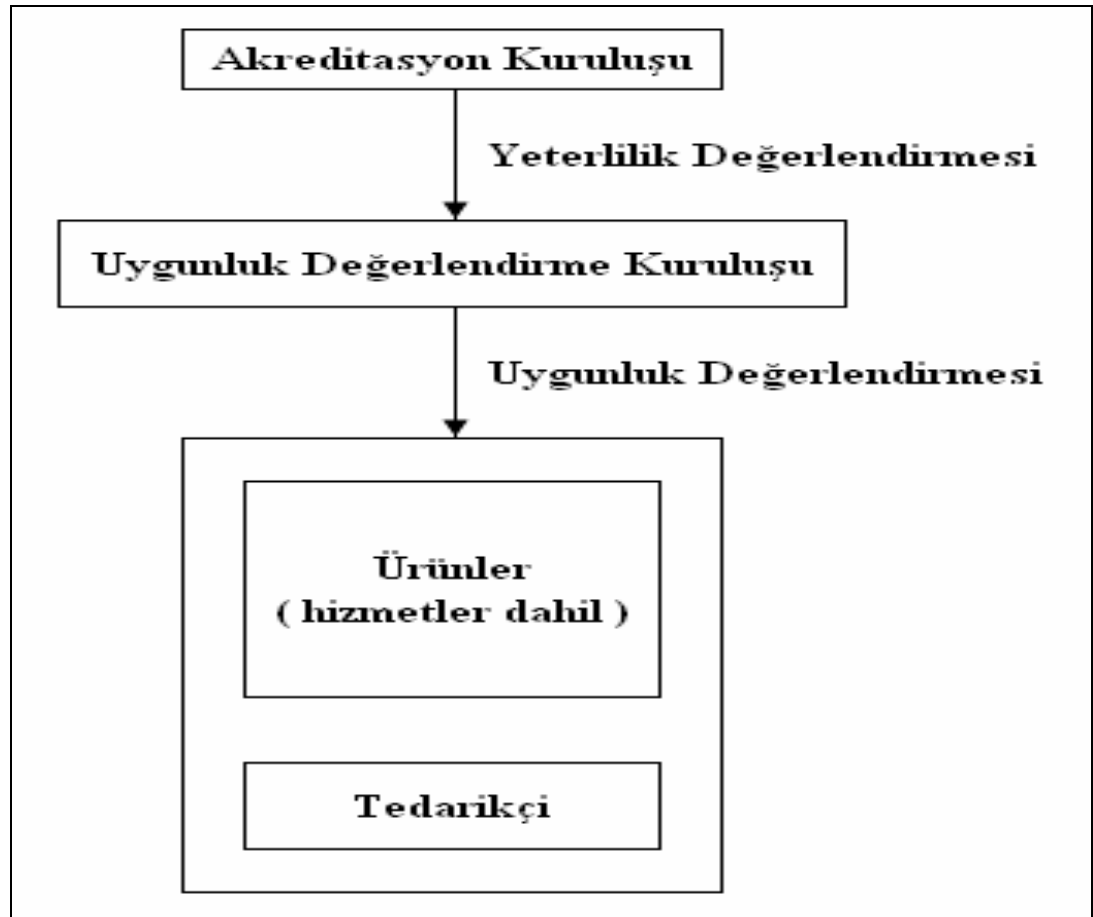 Akreditasyon Kuruluşu
Yeterlilik Değerlendirmesi
Uygunluk Değerlendirme Kuruluşu
Uygunluk Değerlendirmesi
Ürünler
( hizmetler dahil )
Tedarikçi